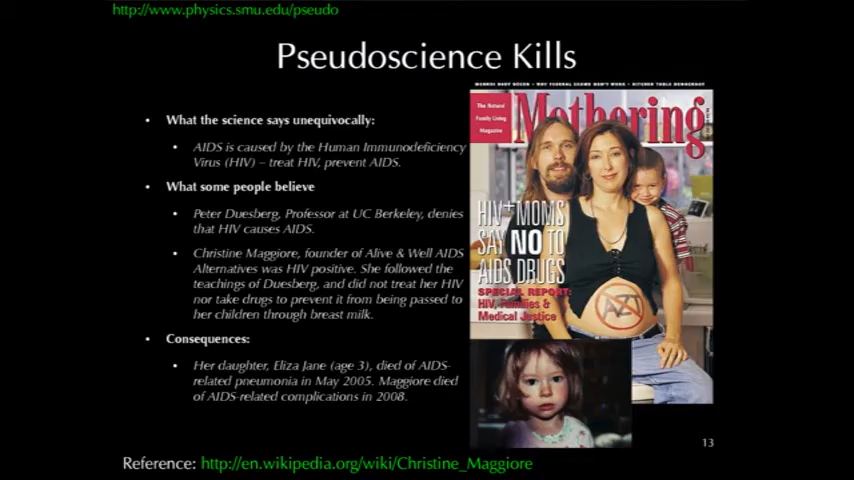 http://www.physics.smu.edu/pseudo
Pseudoscience Kills
• What the science says unequivocally:
• AIDS is caused by the Human Immunodeficiency
Virus (HIV) – treat HIV, prevent AIDS.
• What some people believe
• Peter Duesberg, Professor at UC Berkeley, denies
that HIV causes AIDS.
• Christine Maggiore, founder of Alive & Well AIDS
Alternatives was HIV positive. She followed the
teachings of Duesberg, and did not treat her HIV
nor take drugs to prevent it from being passed to
her children through breast milk.
• Consequences:
• Her daughter, Eliza Jane (age 3), died of AIDS-
related pneumonia in May 2005. Maggiore died
of AIDS-related complications in 2008.
The Natural
Family Living
Magazine
Mothering
HIV+MOMS
SAY NO TO
AIDS DRUGS
SPECIAL REPORT:
HIV, Families &
Medical Justice
AZT
13
Reference: http://en.wikipedia.org/wiki/Christine_Maggiore